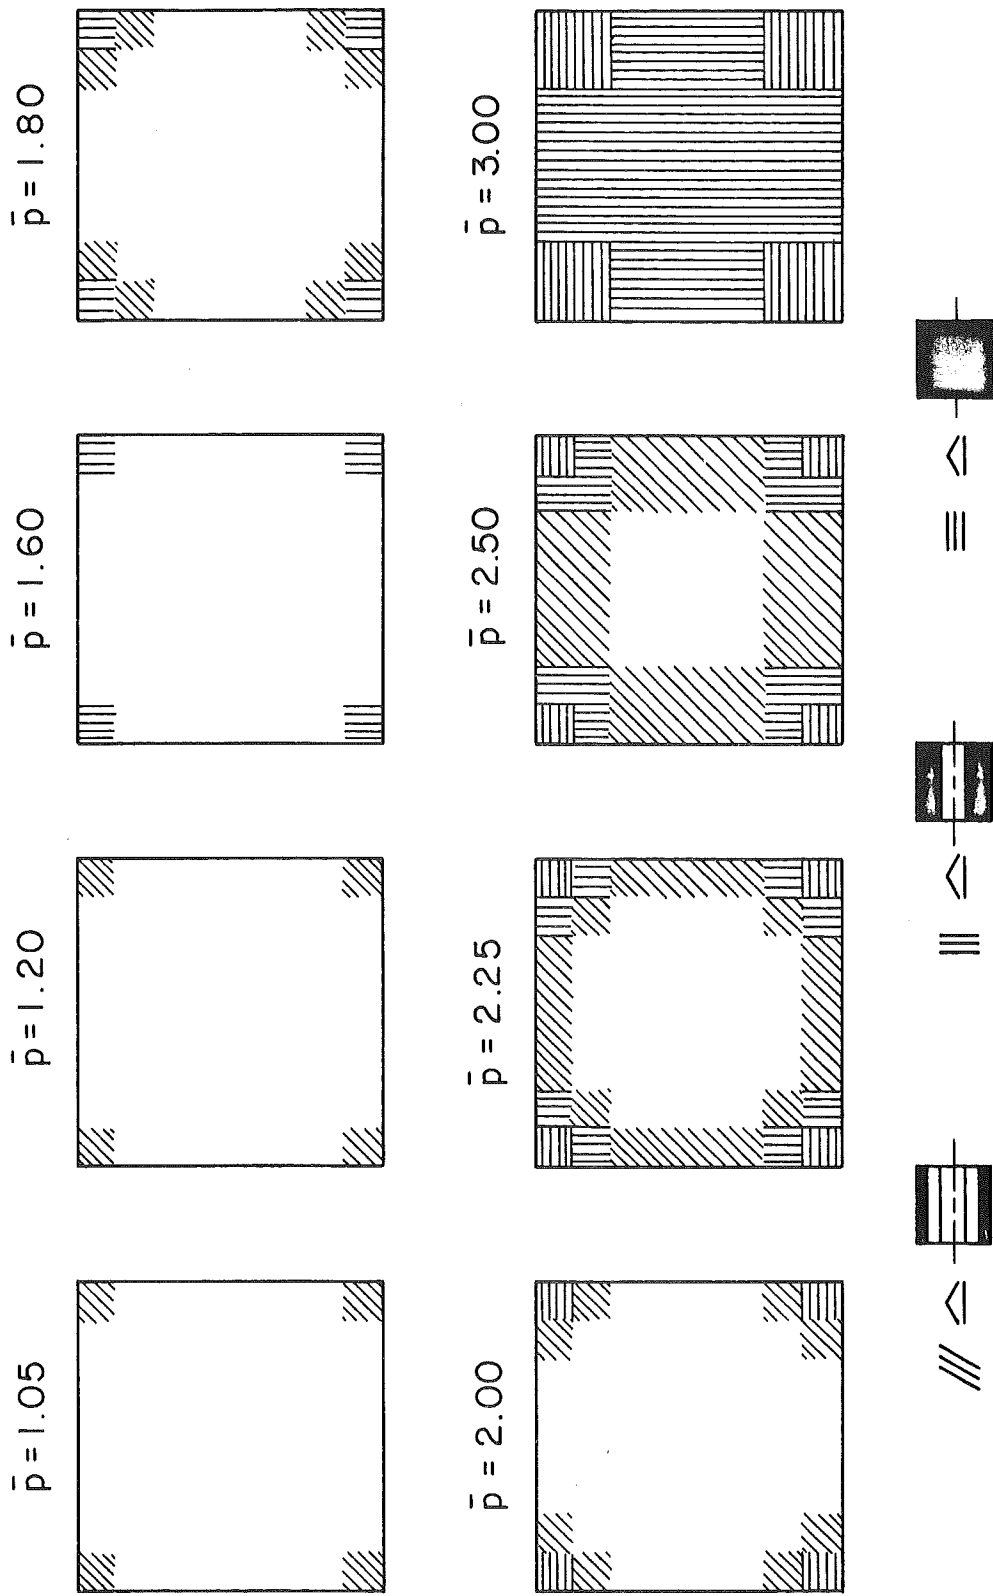 p̄ = 1.05
p̄ = 1.20
p̄ = 1.60
p̄ = 1.80
p̄ = 2.00
p̄ = 2.25
p̄ = 2.50
p̄ = 3.00